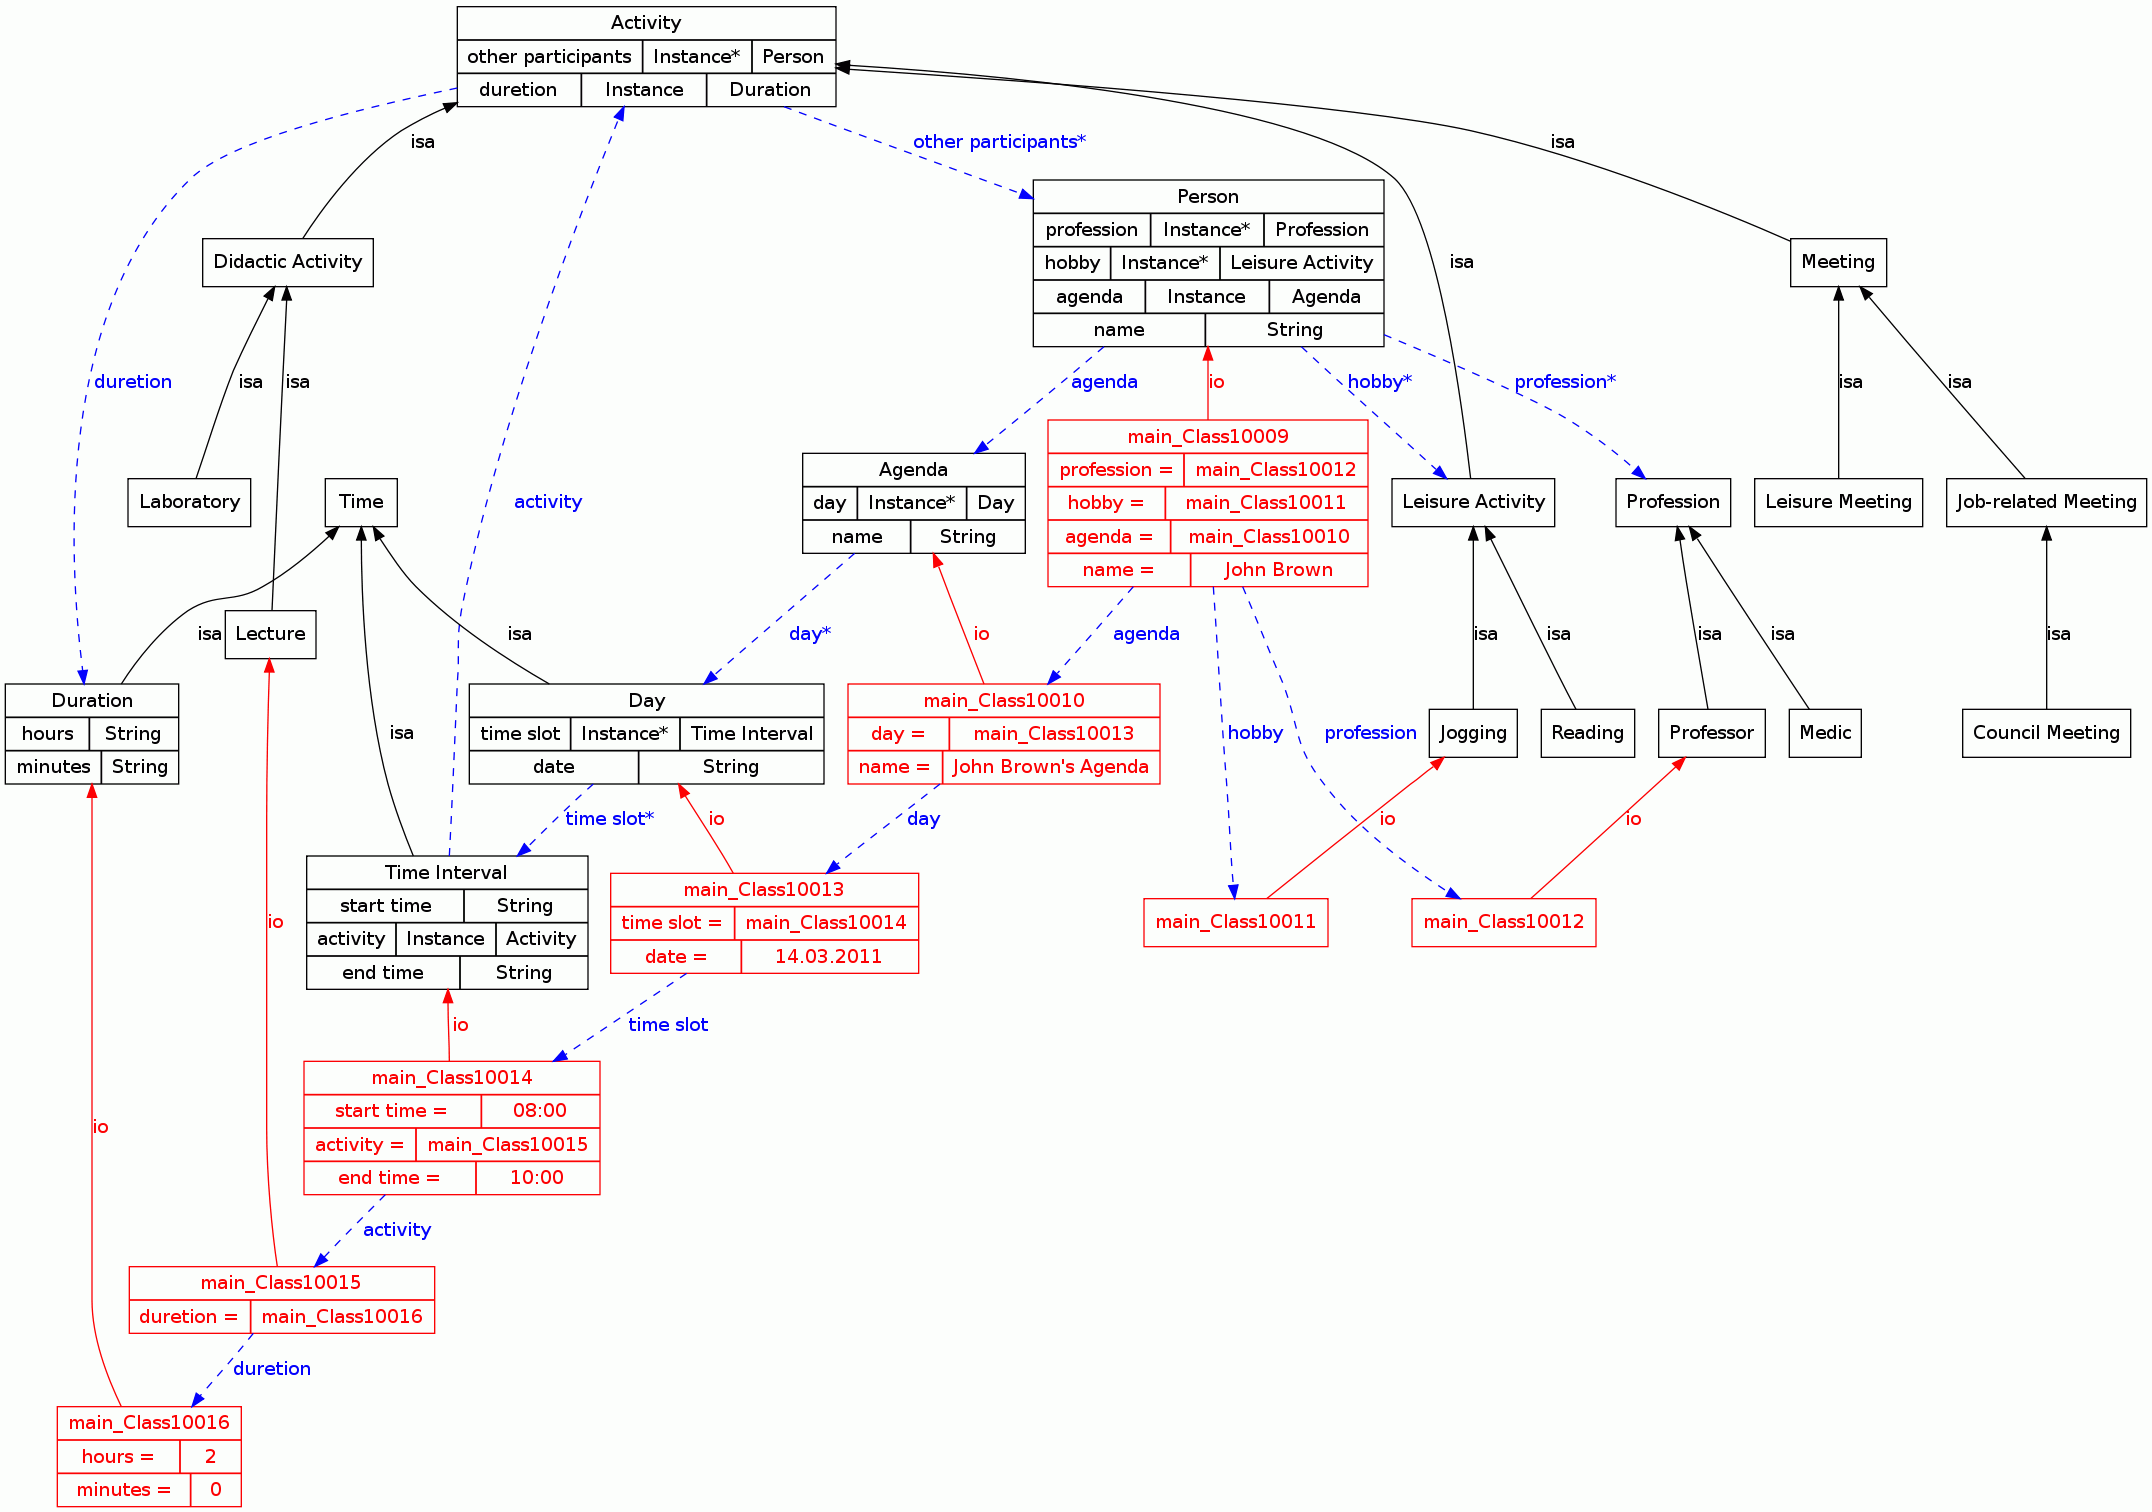 Activity
other participants Instance* Person
duretion Instance Duration
isa
other participants*
isa
Person
profession Instance* Profession
hobby Instance* Leisure Activity
agenda Instance Agenda
name String
Didactic Activity
isa
Meeting
duretion
isa
isa
agenda
io
hobby*
profession*
isa
isa
Laboratory
Time
activity
Agenda
day Instance* Day
name String
main_Class10009
profession = main_Class10012
hobby = main_Class10011
agenda = main_Class10010
name = John Brown
Leisure Activity
Profession
Leisure Meeting
Job-related Meeting
isa
Lecture
isa
day*
io
agenda
isa
isa
isa
isa
isa
Duration
hours String
minutes String
isa
Day
time slot Instance* Time Interval
date String
main_Class10010
day = main_Class10013
name = John Brown's Agenda
hobby
profession
Jogging
Reading
Professor
Medic
Council Meeting
time slot*
io
day
io
io
Time Interval
start time String
activity Instance Activity
end time String
io
main_Class10013
time slot = main_Class10014
date = 14.03.2011
main_Class10011
main_Class10012
io
time slot
io
main_Class10014
start time = 08:00
activity = main_Class10015
end time = 10:00
activity
main_Class10015
duretion = main_Class10016
duretion
main_Class10016
hours = 2
minutes = 0